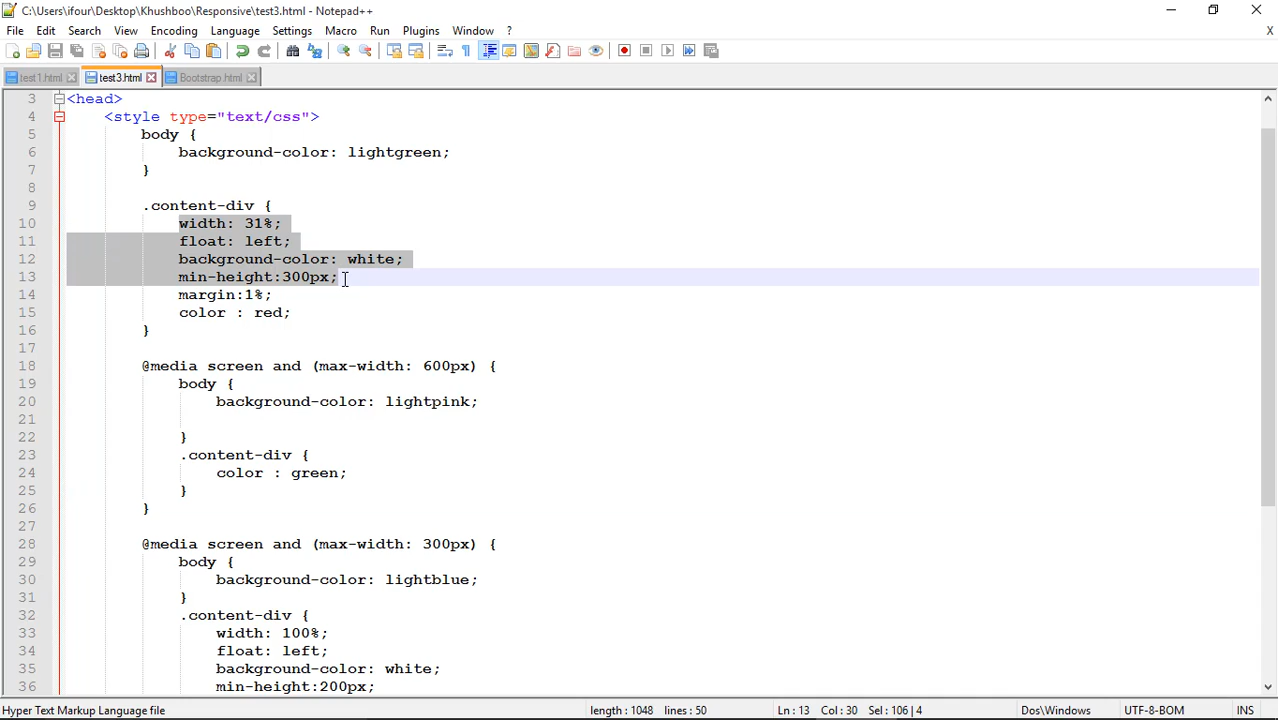 C:\Users\ifour\Desktop\Khushboo\Responsive\test3.html - Notepad++
File Edit Search View Encoding Language Settings Macro Run Plugins Window ? X
test1.html test3.html Bootstrap.html
3 <head>
4 <style type="text/css">
5 body {
6 background-color: lightgreen;
7 }
8
9 .content-div {
10 width: 31%;
11 float: left;
12 background-color: white;
13 min-height:300px;
14 margin:1%;
15 color : red;
16 }
17
18 @media screen and (max-width: 600px) {
19 body {
20 background-color: lightpink;
21
22 }
23 .content-div {
24 color : green;
25 }
26 }
27
28 @media screen and (max-width: 300px) {
29 body {
30 background-color: lightblue;
31 }
32 .content-div {
33 width: 100%;
34 float: left;
35 background-color: white;
36 min-height:200px;
Hyper Text Markup Language file length : 1048 lines : 50 Ln : 13 Col : 30 Sel : 106 | 4 Dos\Windows UTF-8-BOM INS